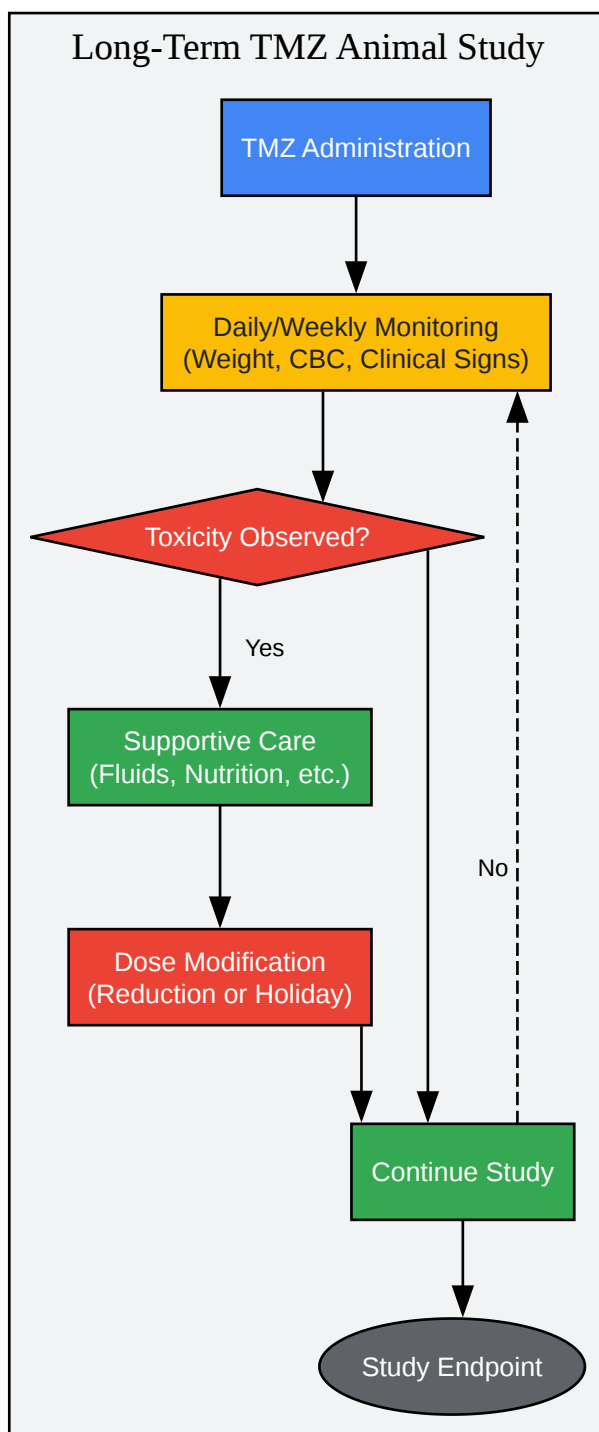 Long-Term TMZ Animal Study
TMZ Administration
Daily/Weekly Monitoring
(Weight, CBC, Clinical Signs)
Toxicity Observed?
Yes
Supportive Care
(Fluids, Nutrition, etc.)
No
Dose Modification
(Reduction or Holiday)
Continue Study
Study Endpoint